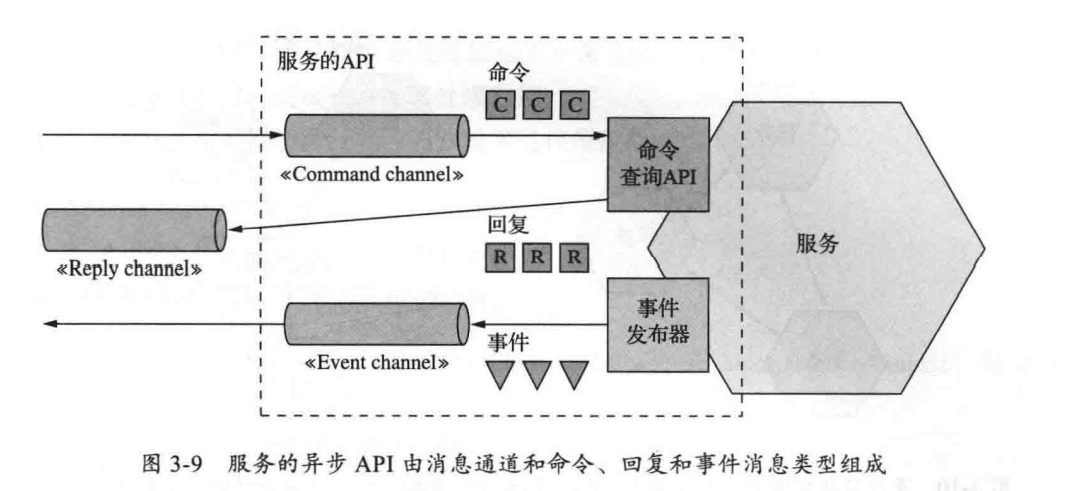 服务的API
命令
C C C
命令
查询API
«Command channel»
回复
R R R
«Reply channel»
服务
事件
发布器
事件
«Event channel»
图 3-9 服务的异步 API 由消息通道和命令、回复和事件消息类型组成